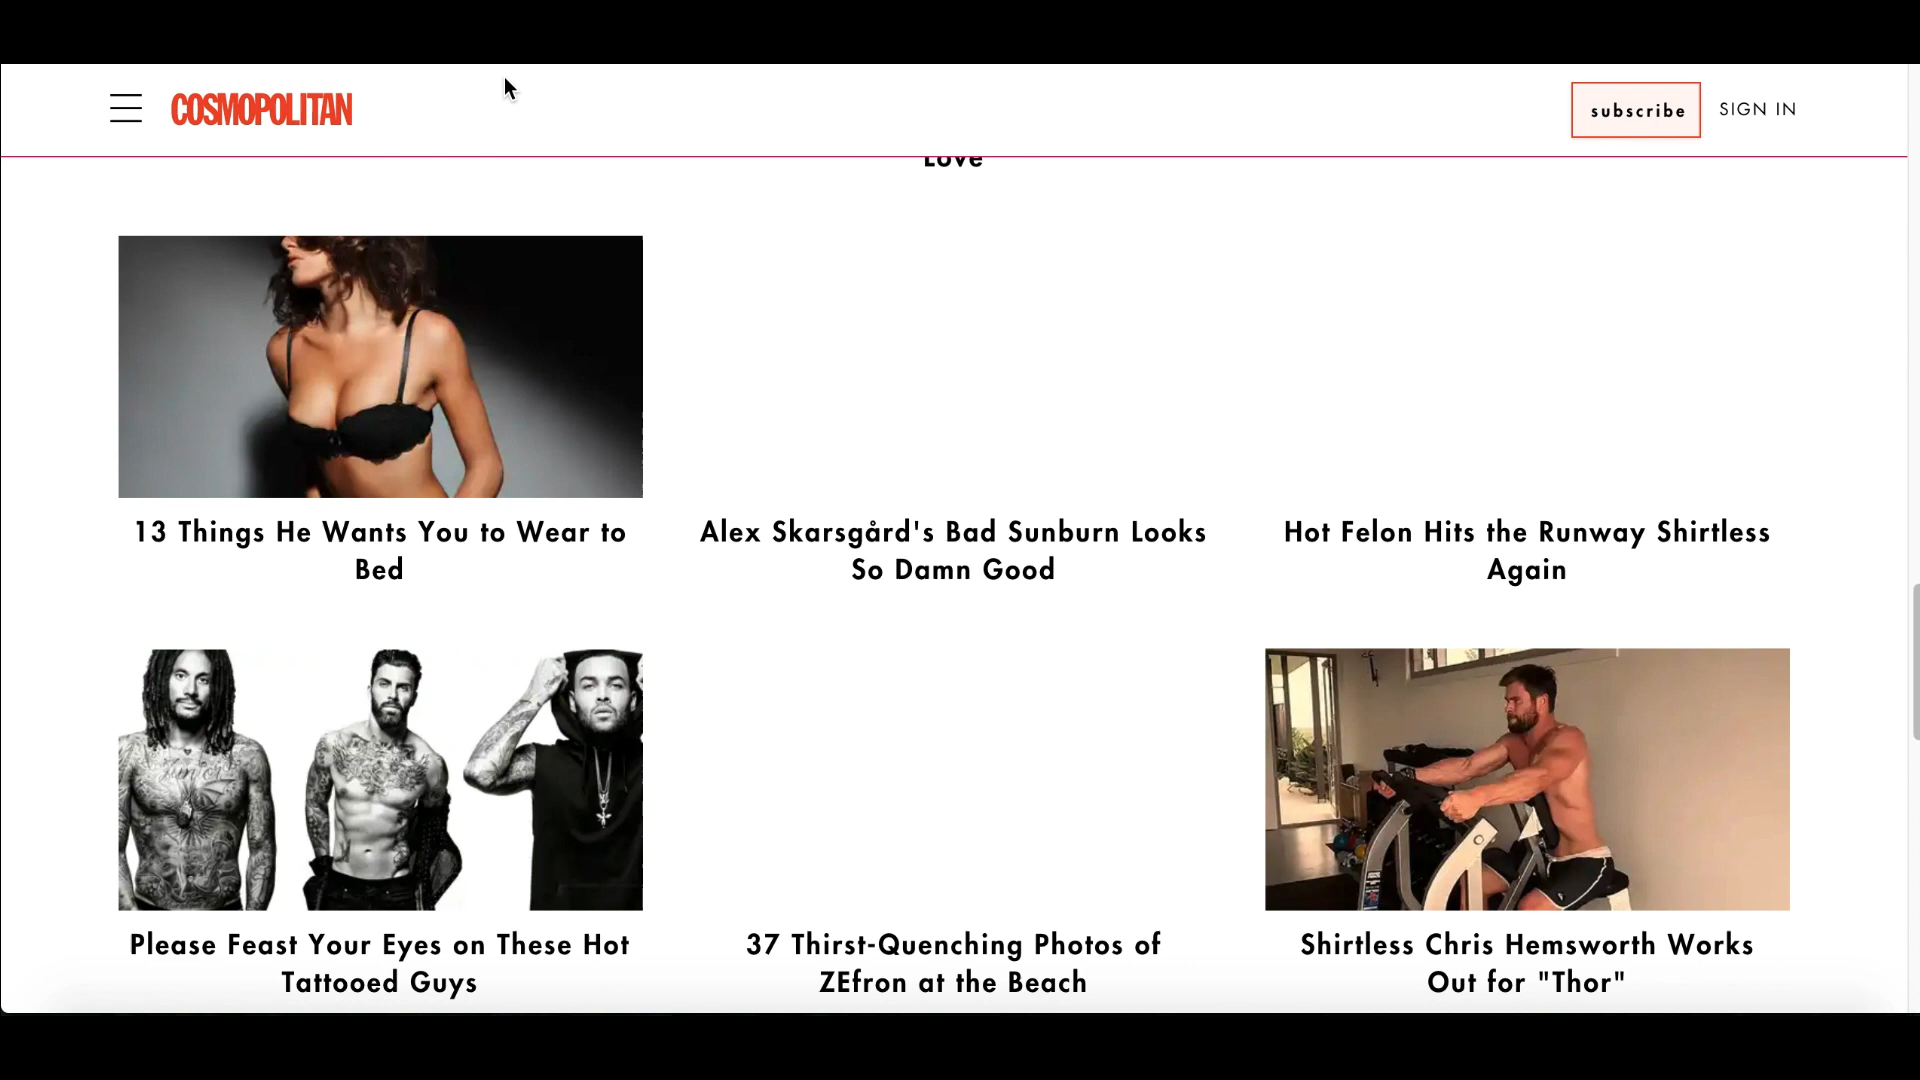 COSMOPOLITAN
subscribe
SIGN IN
Love
13 Things He Wants You to Wear to
Bed
Alex Skarsgård's Bad Sunburn Looks
So Damn Good
Hot Felon Hits the Runway Shirtless
Again
Please Feast Your Eyes on These Hot
Tattooed Guys
37 Thirst-Quenching Photos of
ZEfron at the Beach
Shirtless Chris Hemsworth Works
Out for "Thor"